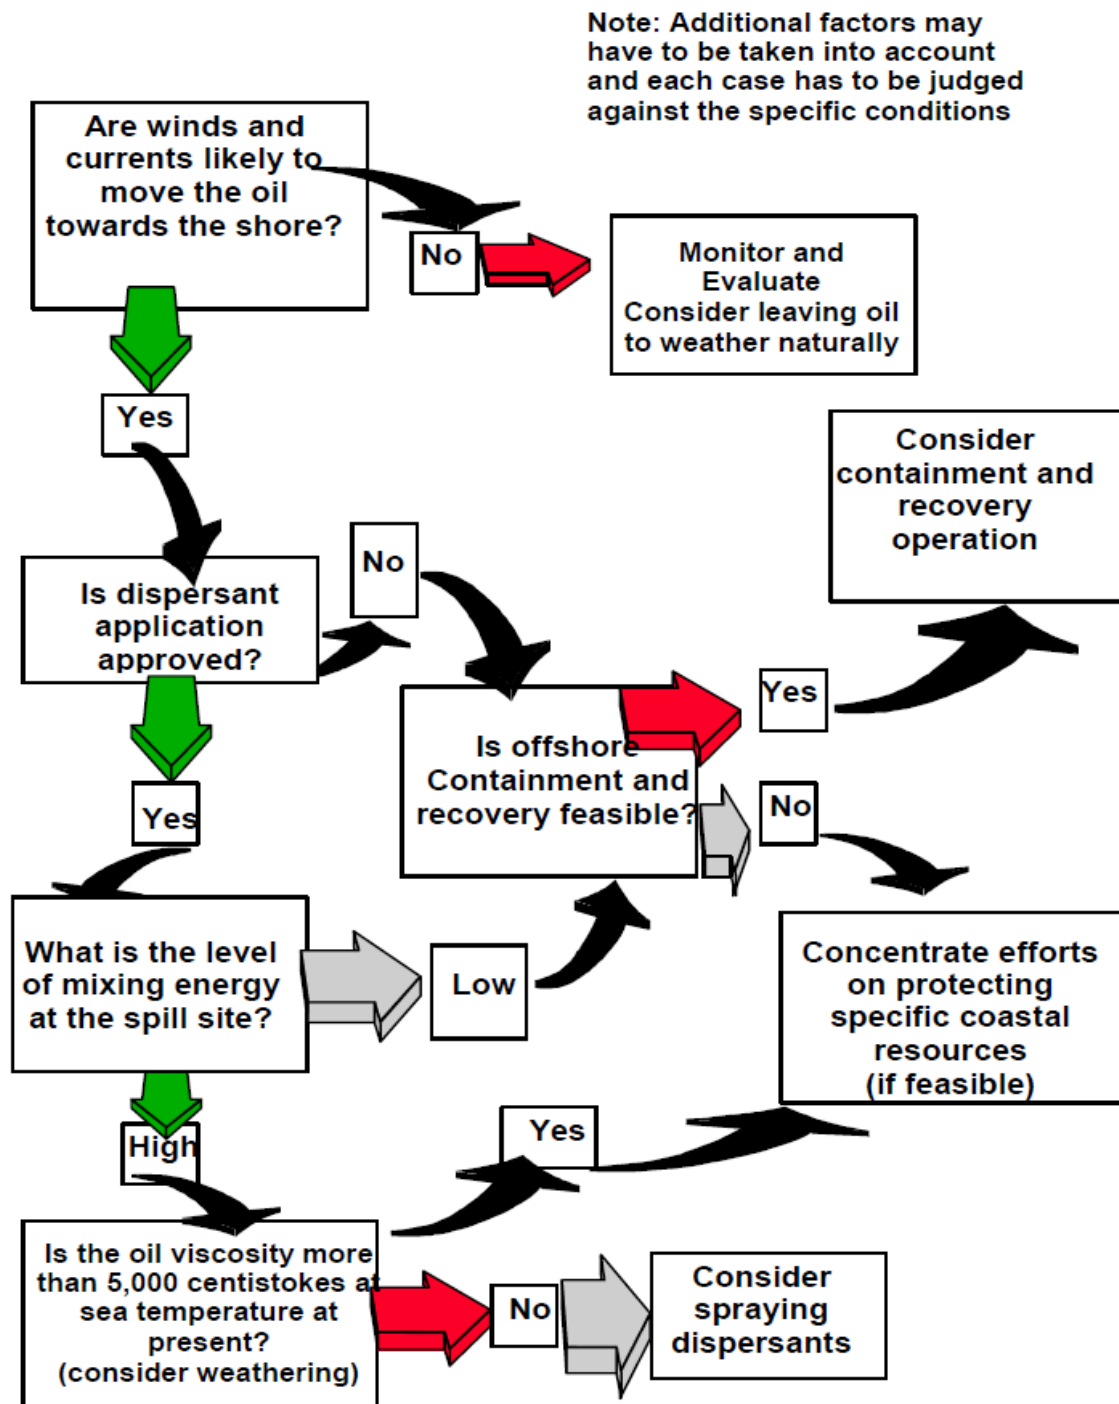 Note: Additional factors may
have to be taken into account
and each case has to be judged
against the specific conditions
Are winds and
currents likely to
move the oil
towards the shore?
No
Monitor and
Evaluate
Consider leaving oil
to weather naturally
Yes
Consider
containment and
recovery
operation
Is dispersant
application
approved?
No
Is offshore
Containment and
recovery feasible?
Yes
No
Yes
What is the level
of mixing energy
at the spill site?
Low
Concentrate efforts
on protecting
specific coastal
resources
(if feasible)
High
Yes
Is the oil viscosity more
than 5,000 centistokes at
sea temperature at
present?
(consider weathering)
No
Consider
spraying
dispersants